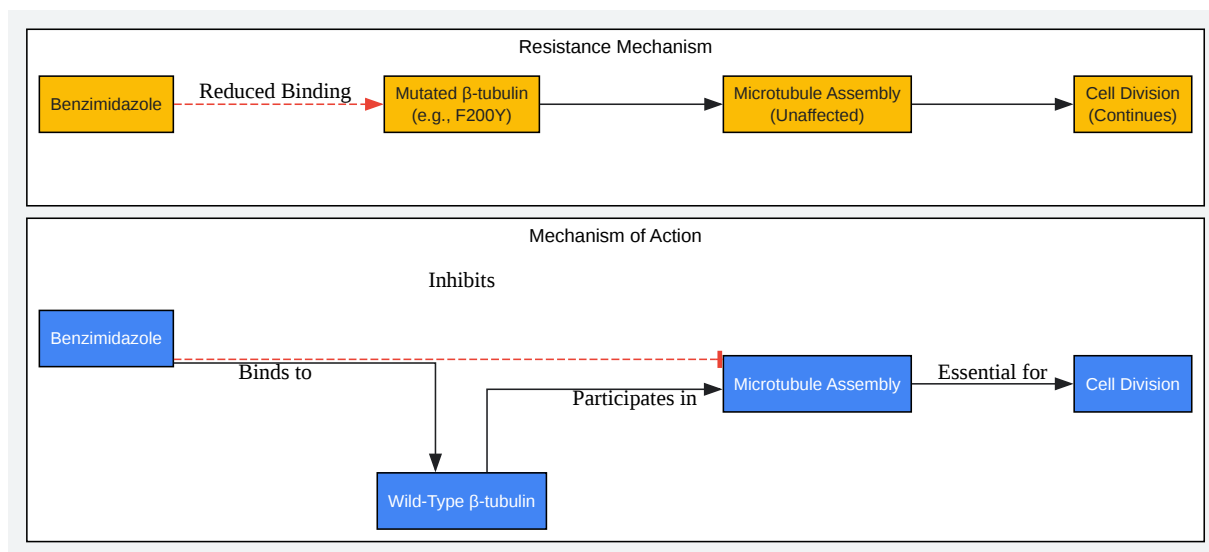 Resistance Mechanism
Benzimidazole
Reduced Binding
Mutated β-tubulin
(e.g., F200Y)
Microtubule Assembly
(Unaffected)
Cell Division
(Continues)
Mechanism of Action
Inhibits
Benzimidazole
Binds to
Participates in
Microtubule Assembly
Essential for
Cell Division
Wild-Type β-tubulin